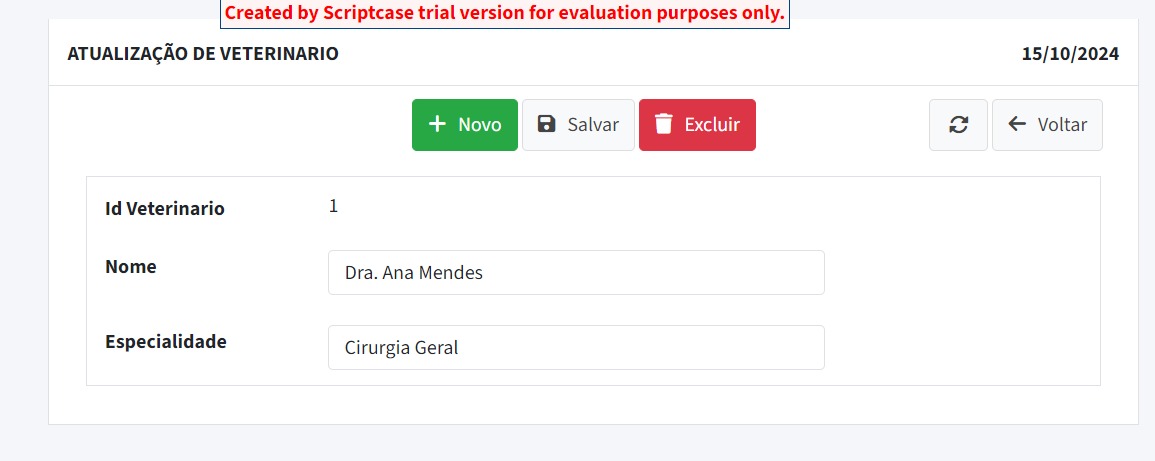 Created by Scriptcase trial version for evaluation purposes only.
ATUALIZAÇÃO DE VETERINARIO 15/10/2024
Novo Salvar Excluir Voltar
Id Veterinario 1
Nome Dra. Ana Mendes
Especialidade Cirurgia Geral